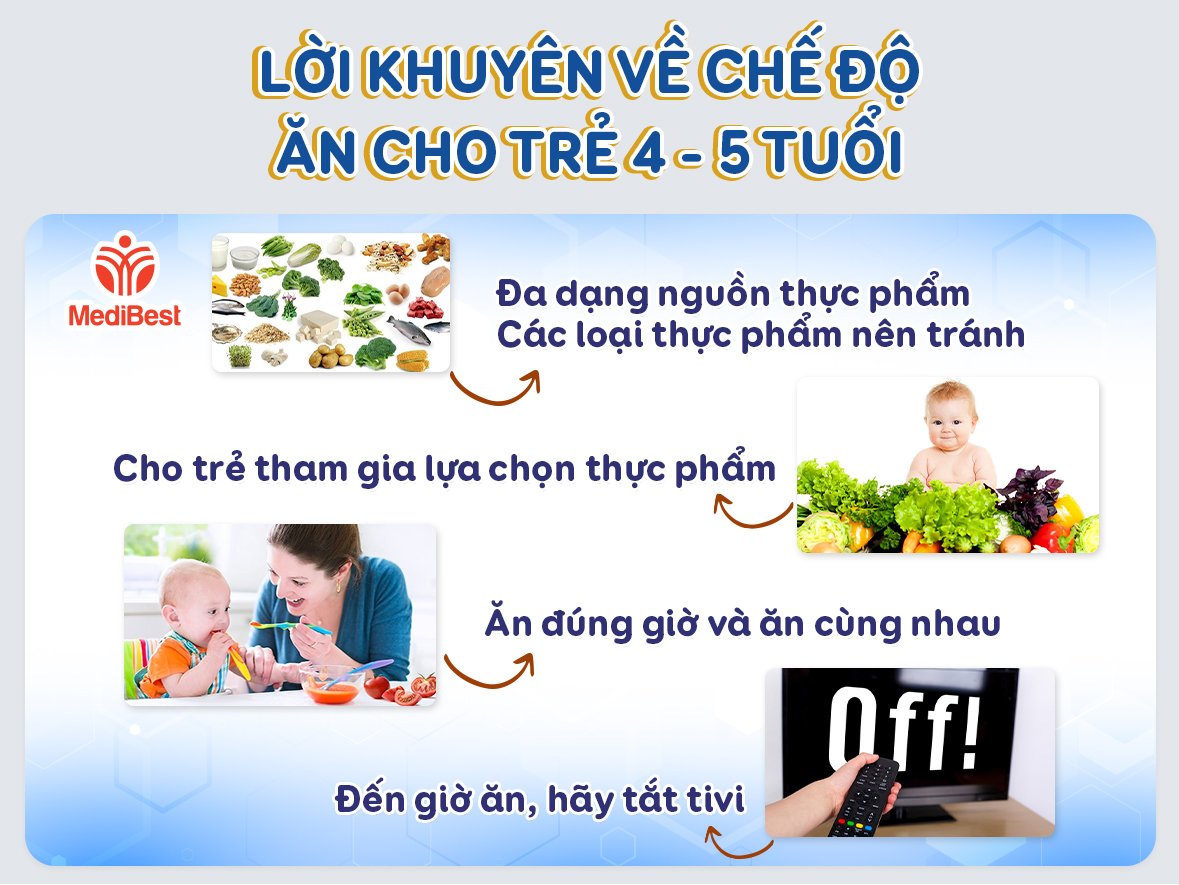 LỜI KHUYÊN VỀ CHẾ ĐỘ
ĂN CHO TRẺ 4 - 5 TUỔI
MediBest
Đa dạng nguồn thực phẩm
Các loại thực phẩm nên tránh
Cho trẻ tham gia lựa chọn thực phẩm
Ăn đúng giờ và ăn cùng nhau
Off!
Đến giờ ăn, hãy tắt tivi